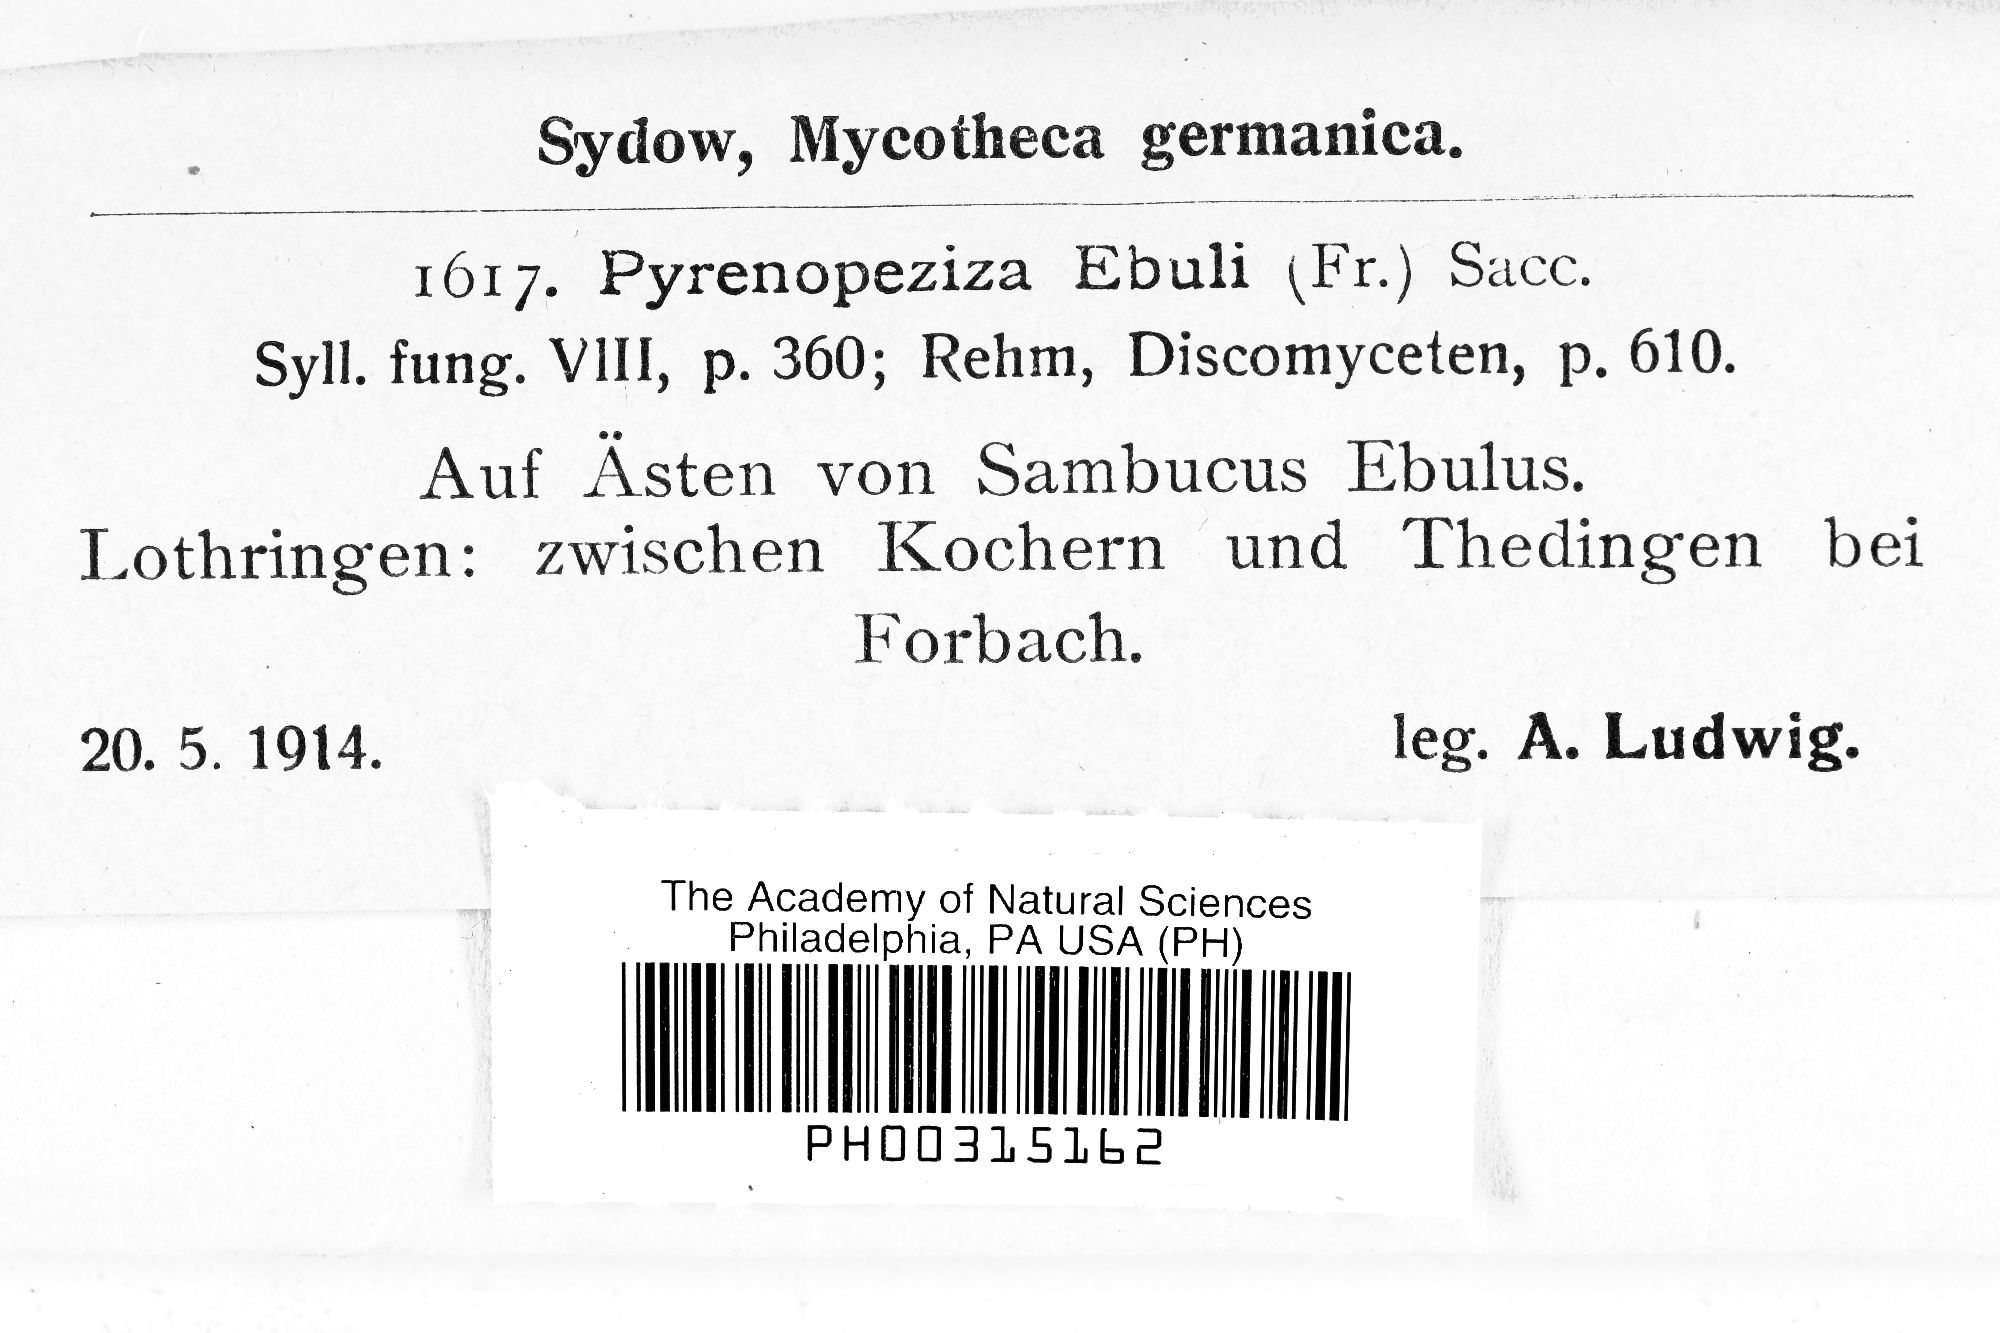 Sydow, Mycotheca germanica.
1617. Pyrenopeziza Ebuli (Fr.) Sacc.
Syll. fung. VIII, p. 360; Rehm, Discomyceten, p. 610.
Auf Ästen von Sambucus Ebulus.
Lothringen: zwischen Kochern und Thedingen bei
Forbach.
20. 5. 1914. leg. A. Ludwig.
The Academy of Natural Sciences
Philadelphia, PA USA (PH)
PH00315162